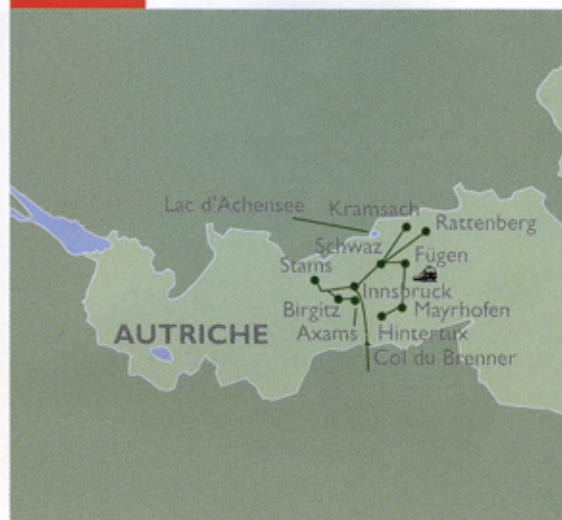 Lac d'Achensee
Kramsach
Rattenberg
Schwaz
Fügen
Stams
Innsbruck
Birgitz
Mayrhofen
AUTRICHE
Axams
Hintertux
Col du Brenner